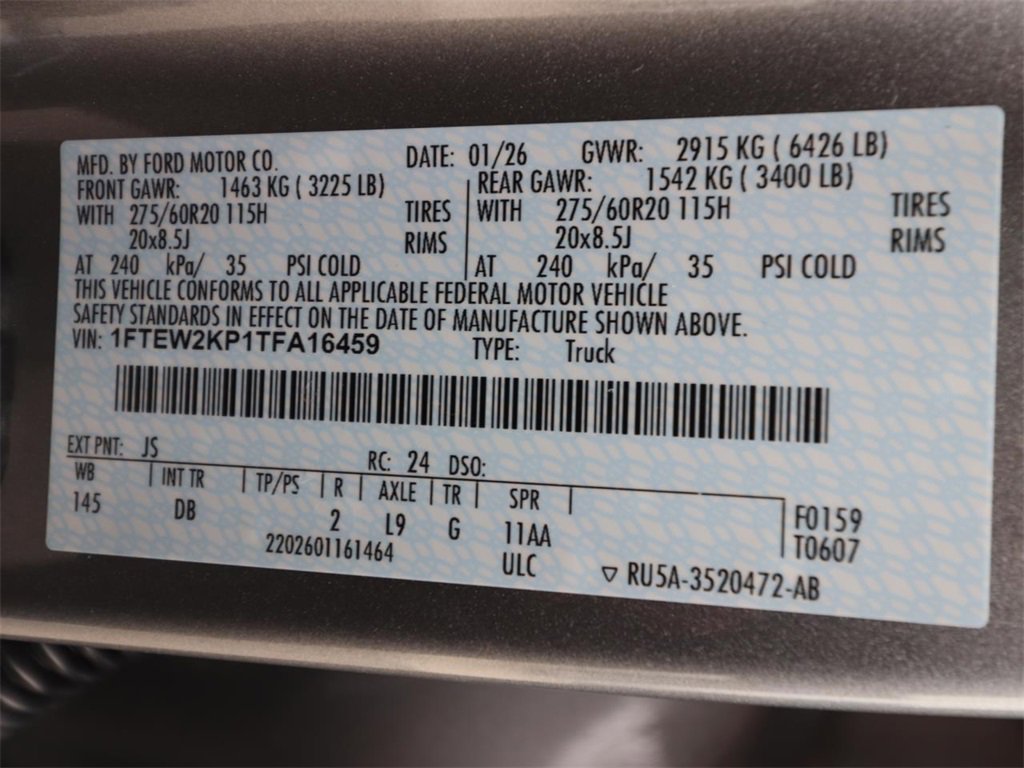 MFD. BY FORD MOTOR CO. DATE: 01/26 GVWR: 2915 KG ( 6426 LB)
FRONT GAWR: 1463 KG ( 3225 LB) REAR GAWR: 1542 KG ( 3400 LB)
WITH 275/60R20 115H TIRES WITH 275/60R20 115H TIRES
20x8.5J RIMS 20x8.5J RIMS
AT 240 kPa/ 35 PSI COLD AT 240 kPa/ 35 PSI COLD
THIS VEHICLE CONFORMS TO ALL APPLICABLE FEDERAL MOTOR VEHICLE
SAFETY STANDARDS IN EFFECT ON THE DATE OF MANUFACTURE SHOWN ABOVE.
VIN: 1FTEW2KP1TFA16459 TYPE: Truck
EXT PNT: JS RC: 24 DSO:
WB INT TR TP/PS R AXLE TR SPR
145 DB 2 L9 G 11AA F0159
2202601161464 ULC T0607
▽ RU5A-3520472-AB